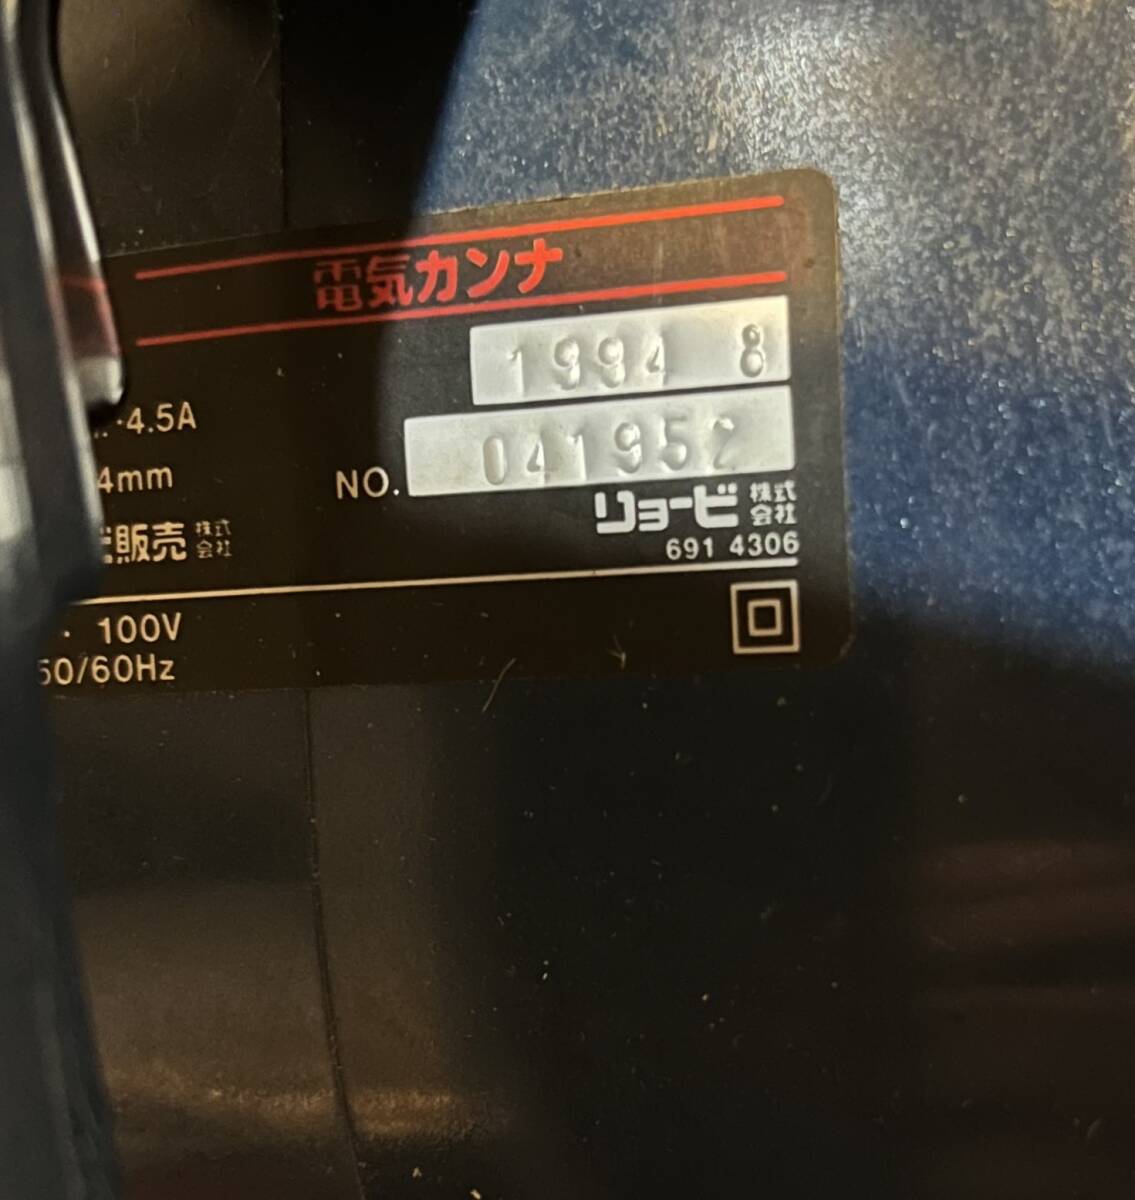 電気カンナ
1994 8
4.5A
NO. 041952
4mm
リョービ 株式会社
販売 株式会社
691 4306
100V
50/60Hz